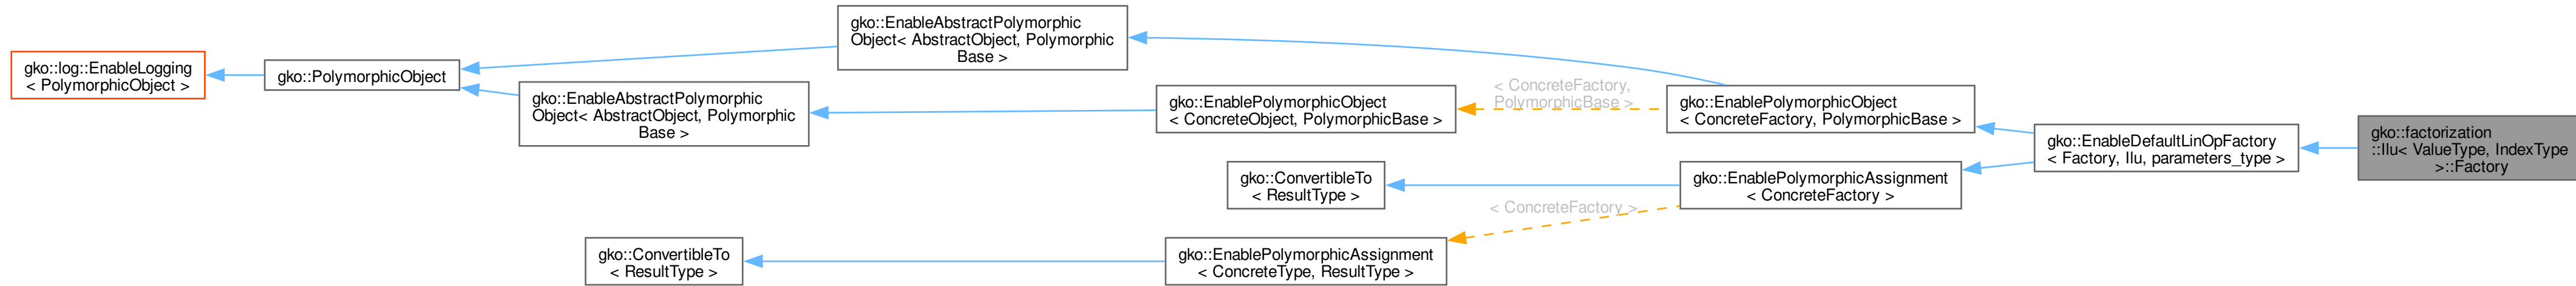 gko::log::EnableLogging
< PolymorphicObject >
gko::PolymorphicObject
gko::EnableAbstractPolymorphic
Object< AbstractObject, Polymorphic
Base >
gko::EnableAbstractPolymorphic
Object< AbstractObject, Polymorphic
Base >
gko::EnablePolymorphicObject
< ConcreteObject, PolymorphicBase >
< ConcreteFactory,
PolymorphicBase >
gko::EnablePolymorphicObject
< ConcreteFactory, PolymorphicBase >
gko::EnableDefaultLinOpFactory
< Factory, Ilu, parameters_type >
gko::factorization
::Ilu< ValueType, IndexType
>::Factory
gko::ConvertibleTo
< ResultType >
gko::EnablePolymorphicAssignment
< ConcreteFactory >
< ConcreteFactory >
gko::ConvertibleTo
< ResultType >
gko::EnablePolymorphicAssignment
< ConcreteType, ResultType >